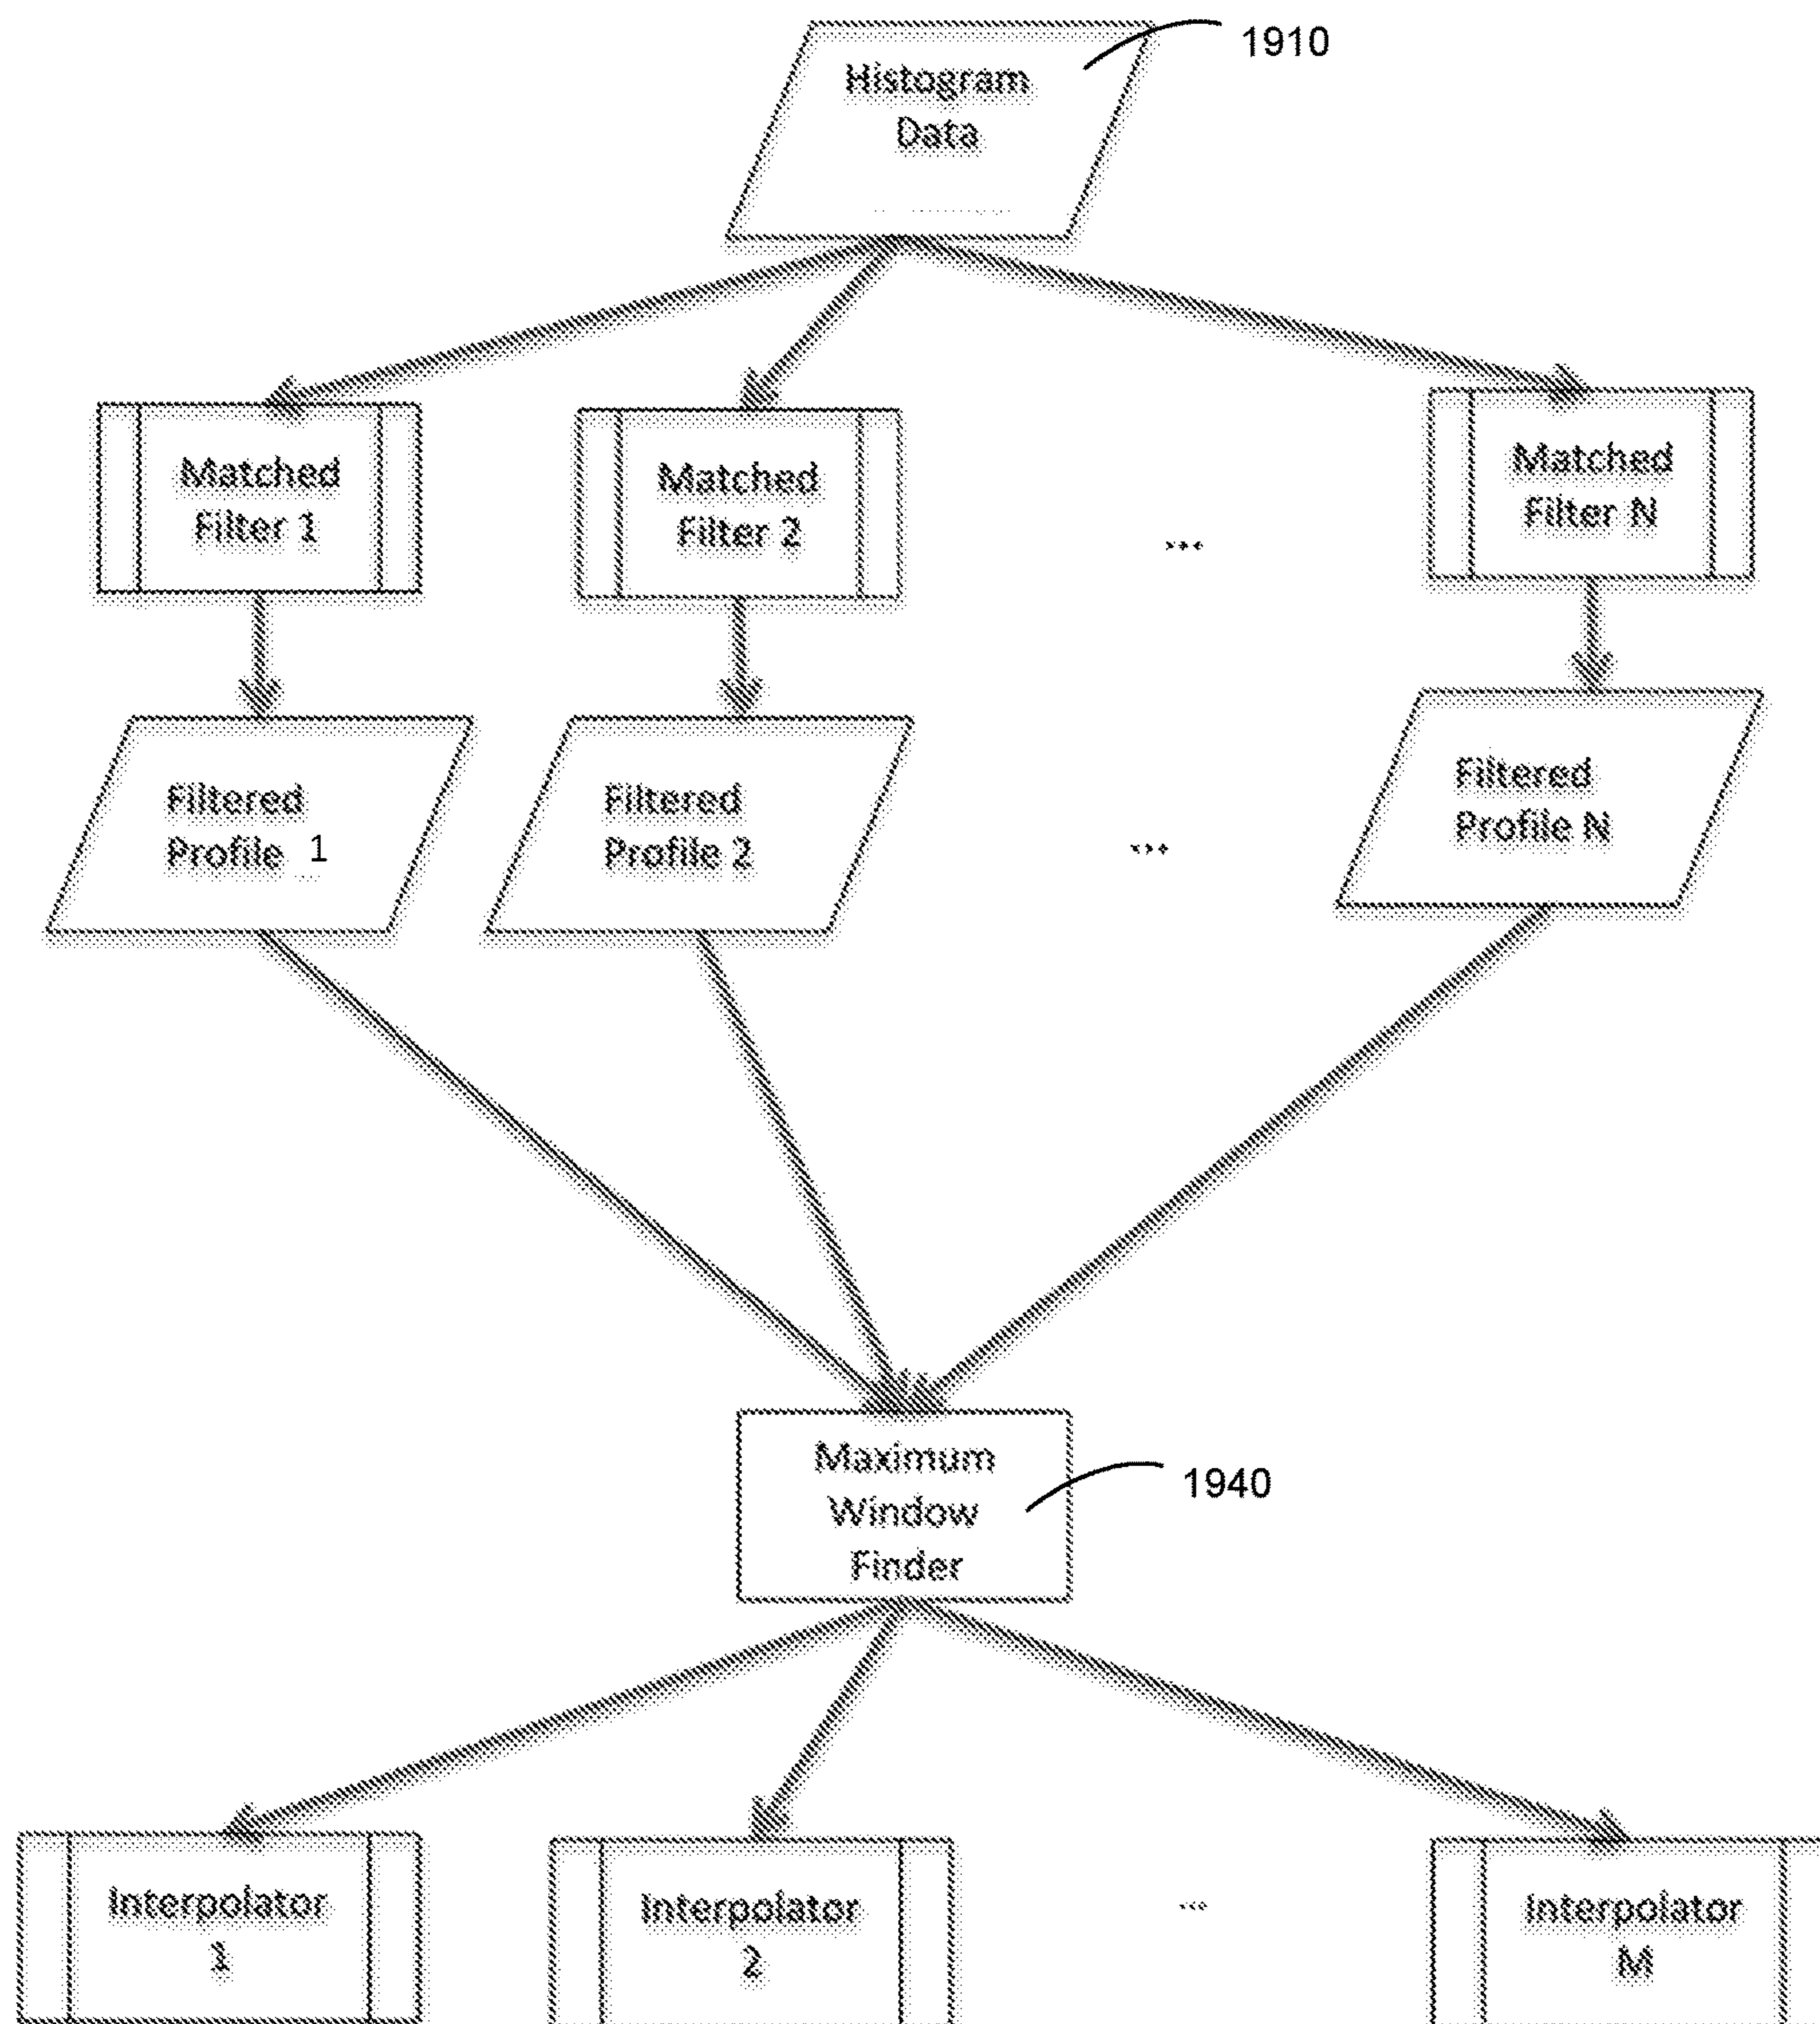 1910
Histogram
Data
Matched
Filter 1
Matched
Filter 2
...
Matched
Filter N
Filtered
Profile 1
Filtered
Profile 2
...
Filtered
Profile N
Maximum
Window
Finder
1940
Interpolator
1
Interpolator
2
...
Interpolator
M